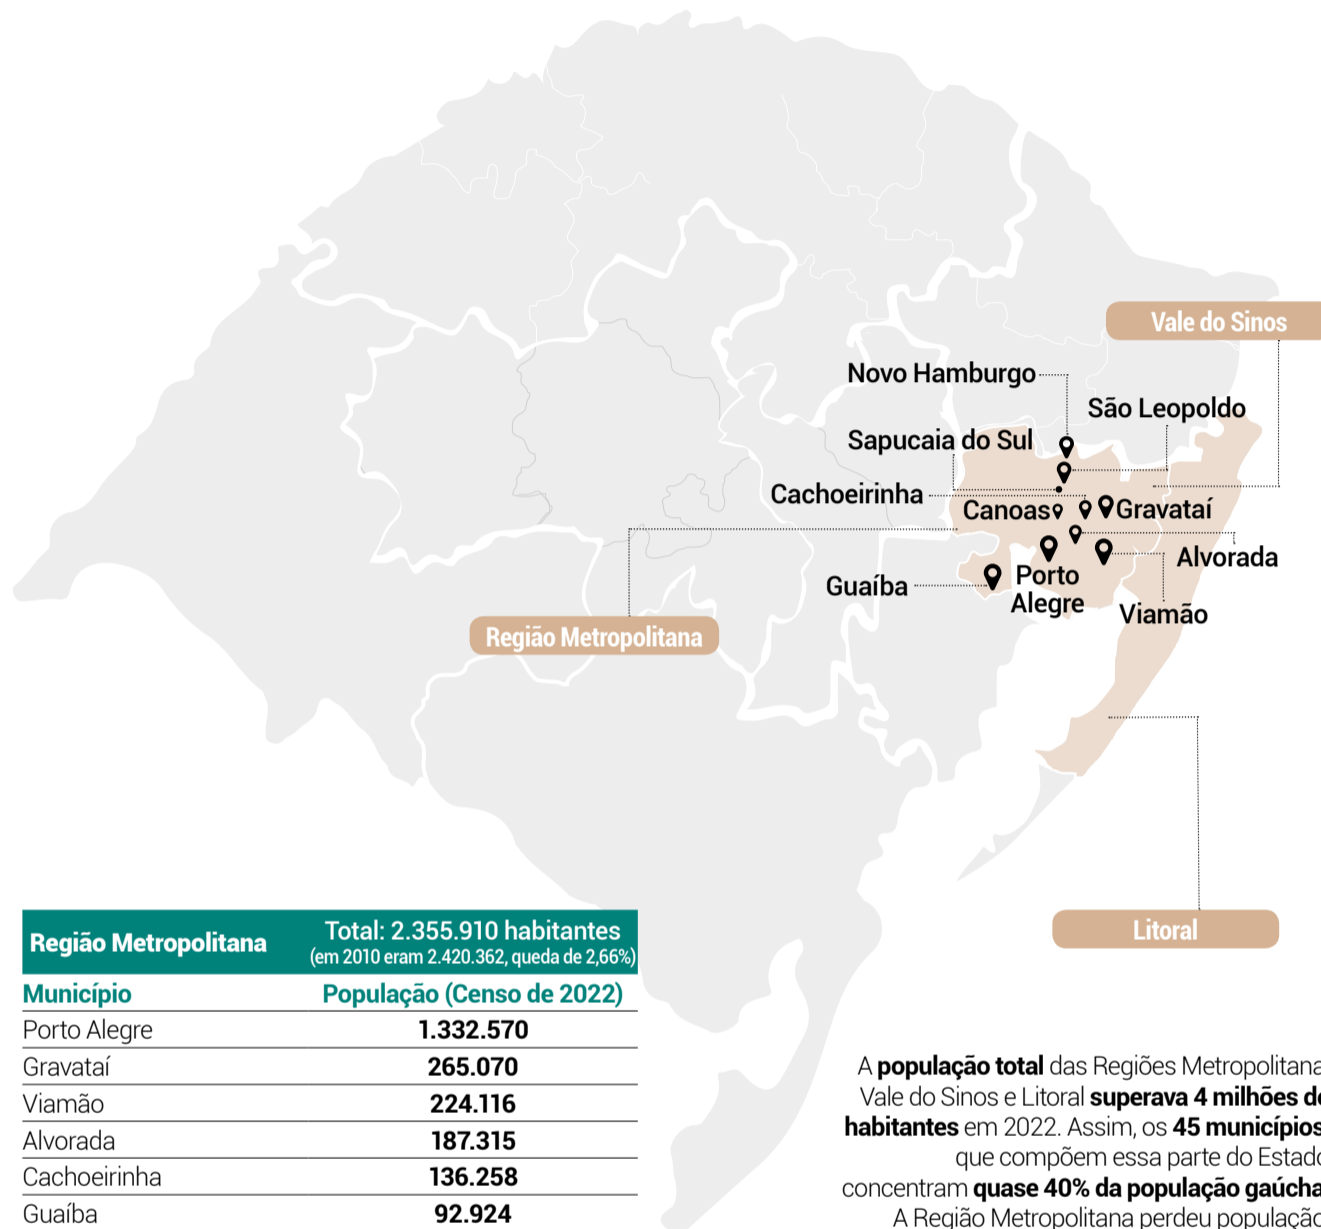 Vale do Sinos
Novo Hamburgo
São Leopoldo
Sapucaia do Sul
Cachoeirinha
Canoas
Gravataí
Alvorada
Guaíba
Porto
Alegre
Viamão
Região Metropolitana
Litoral
Região Metropolitana Total: 2.355.910 habitantes
(em 2010 eram 2.420.362, queda de 2,66%)
Município População (Censo de 2022)
Porto Alegre 1.332.570
Gravataí 265.070
Viamão 224.116
Alvorada 187.315
Cachoeirinha 136.258
Guaíba 92.924
A população total das Regiões Metropolitana
Vale do Sinos e Litoral superava 4 milhões de
habitantes em 2022. Assim, os 45 municípios
que compõem essa parte do Estado
concentram quase 40% da população gaúcha
A Região Metropolitana perdeu população